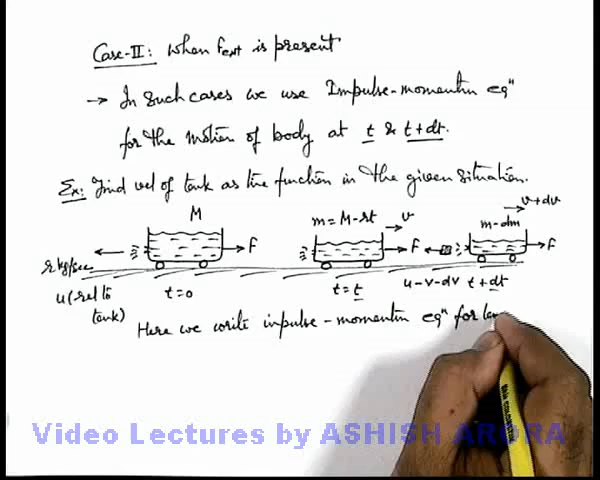 Case-II: when Fext is present
→ In such cases we use Impulse-momentum eqⁿ
for the motion of body at t & t+dt.
Ex: Find vel of tank as time function in the given situation.
M
m = M-rt
v
m-dm
v+dv
F
F
F
r kg/sec
u (rel to tank)
t=0
t=t
u-v-dv
t+dt
Here we write impulse-momentum eqⁿ for
Video Lectures by ASHISH ARORA